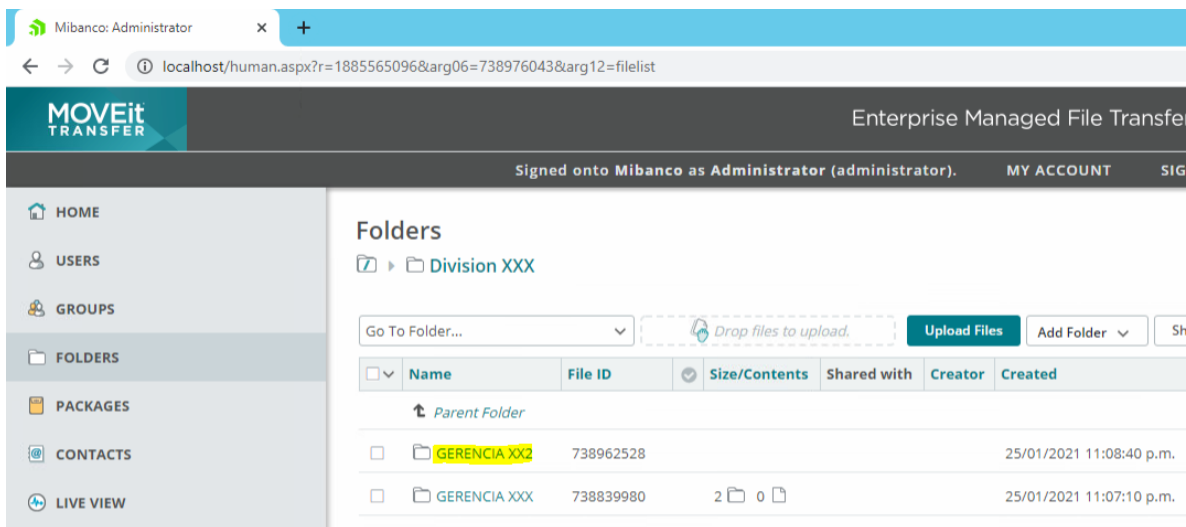 Mibanco: Administrator
localhost/human.aspx?r=1885565096&arg06=738976043&arg12=filelist
MOVEit
TRANSFER
Enterprise Managed File Transfer
Signed onto Mibanco as Administrator (administrator). MY ACCOUNT SIG
HOME
USERS
GROUPS
FOLDERS
PACKAGES
CONTACTS
LIVE VIEW
Folders
Division XXX
Go To Folder... Drop files to upload. Upload Files Add Folder Sh
Name File ID Size/Contents Shared with Creator Created
Parent Folder
GERENCIA XX2 738962528 25/01/2021 11:08:40 p.m.
GERENCIA XXX 738839980 2 0 25/01/2021 11:07:10 p.m.